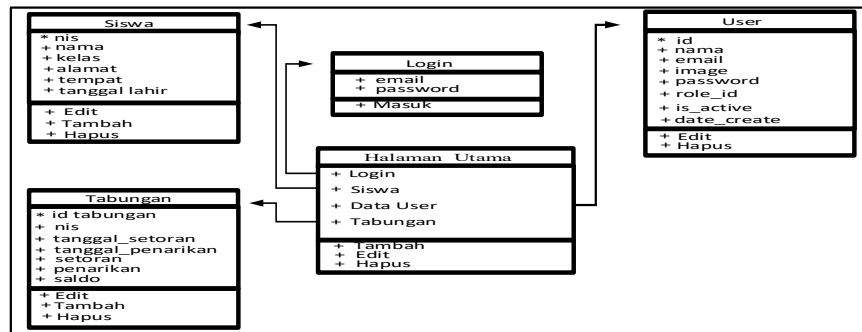 Siswa
* nis
+ nama
+ kelas
+ alamat
+ tempat
+ tanggal lahir
+ Edit
+ Tambah
+ Hapus
Login
+ email
+ password
+ Masuk
User
* id
+ nama
+ email
+ image
+ password
+ role_id
+ is_active
+ date_create
+ Edit
+ Hapus
Halaman Utama
+ Login
+ Siswa
+ Data User
+ Tabungan
+ Tambah
+ Edit
+ Hapus
Tabungan
* id tabungan
+ nis
+ tanggal_setoran
+ tanggal_penarikan
+ setoran
+ penarikan
+ saldo
+ Edit
+ Tambah
+ Hapus